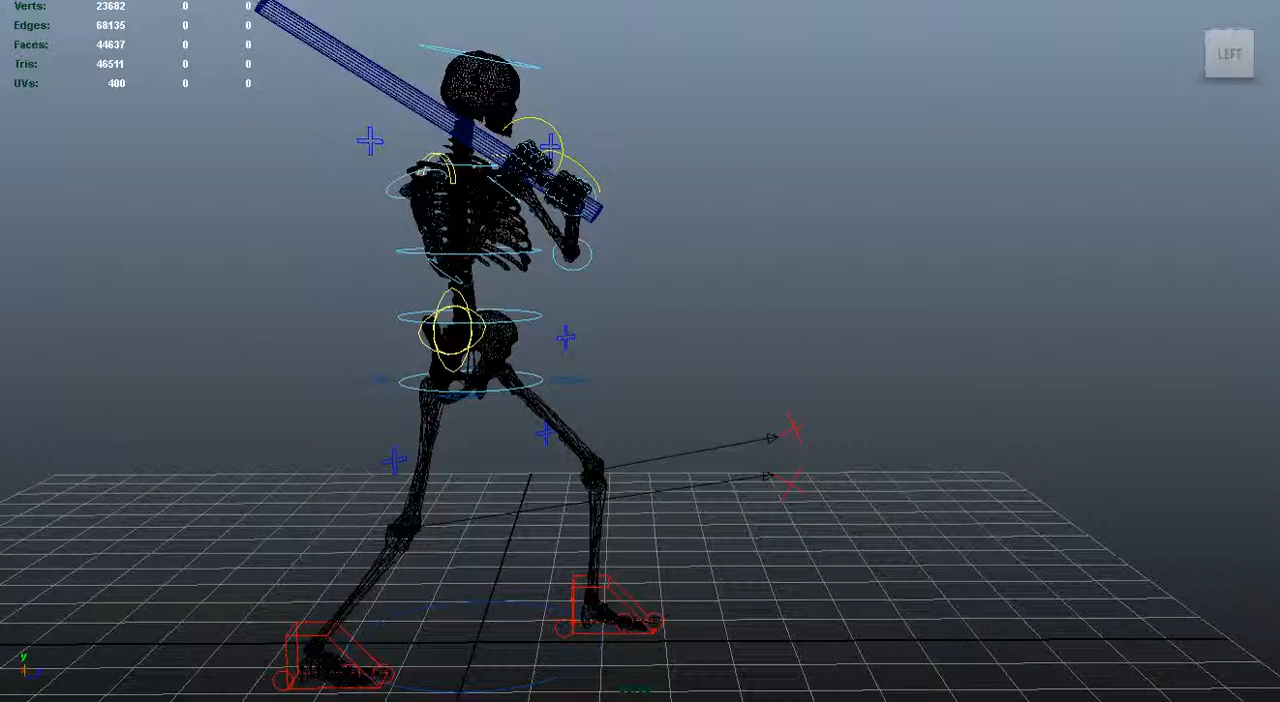 Verts: 23682 0 0
Edges: 68135 0 0
Faces: 44637 0 0
Tris: 46511 0 0
UVs: 400 0 0
LEFT
y